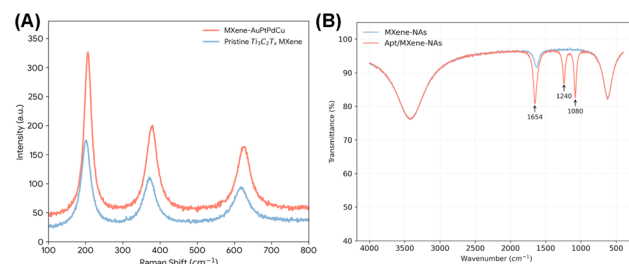 (A)
MXene-AuPtPdCu
Pristine Ti₃C₂Tₓ MXene
Intensity (a.u.)
350
300
250
200
150
100
50
0
100 200 300 400 500 600 700 800
Raman Shift (cm⁻¹)
(B)
MXene-NAs
Apt/MXene-NAs
Transmittance (%)
100
90
80
70
60
50
40
1654
1240
1080
4000 3500 3000 2500 2000 1500 1000 500
Wavenumber (cm⁻¹)